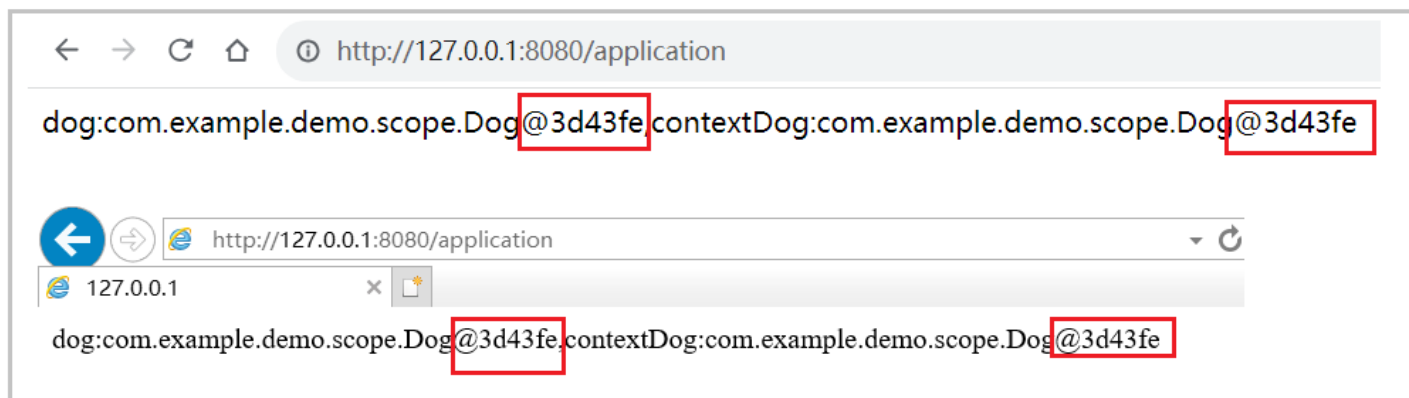 http://127.0.0.1:8080/application
dog:com.example.demo.scope.Dog@3d43fe,contextDog:com.example.demo.scope.Dog@3d43fe
http://127.0.0.1:8080/application
127.0.0.1
dog:com.example.demo.scope.Dog@3d43fe,contextDog:com.example.demo.scope.Dog@3d43fe